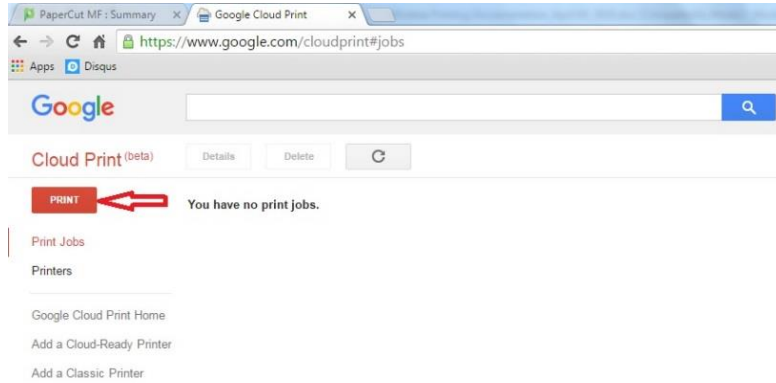 PaperCut MF : Summary
Google Cloud Print
https://www.google.com/cloudprint#jobs
Apps
Disqus
Google
Cloud Print (beta)
Details
Delete
PRINT
You have no print jobs.
Print Jobs
Printers
Google Cloud Print Home
Add a Cloud-Ready Printer
Add a Classic Printer